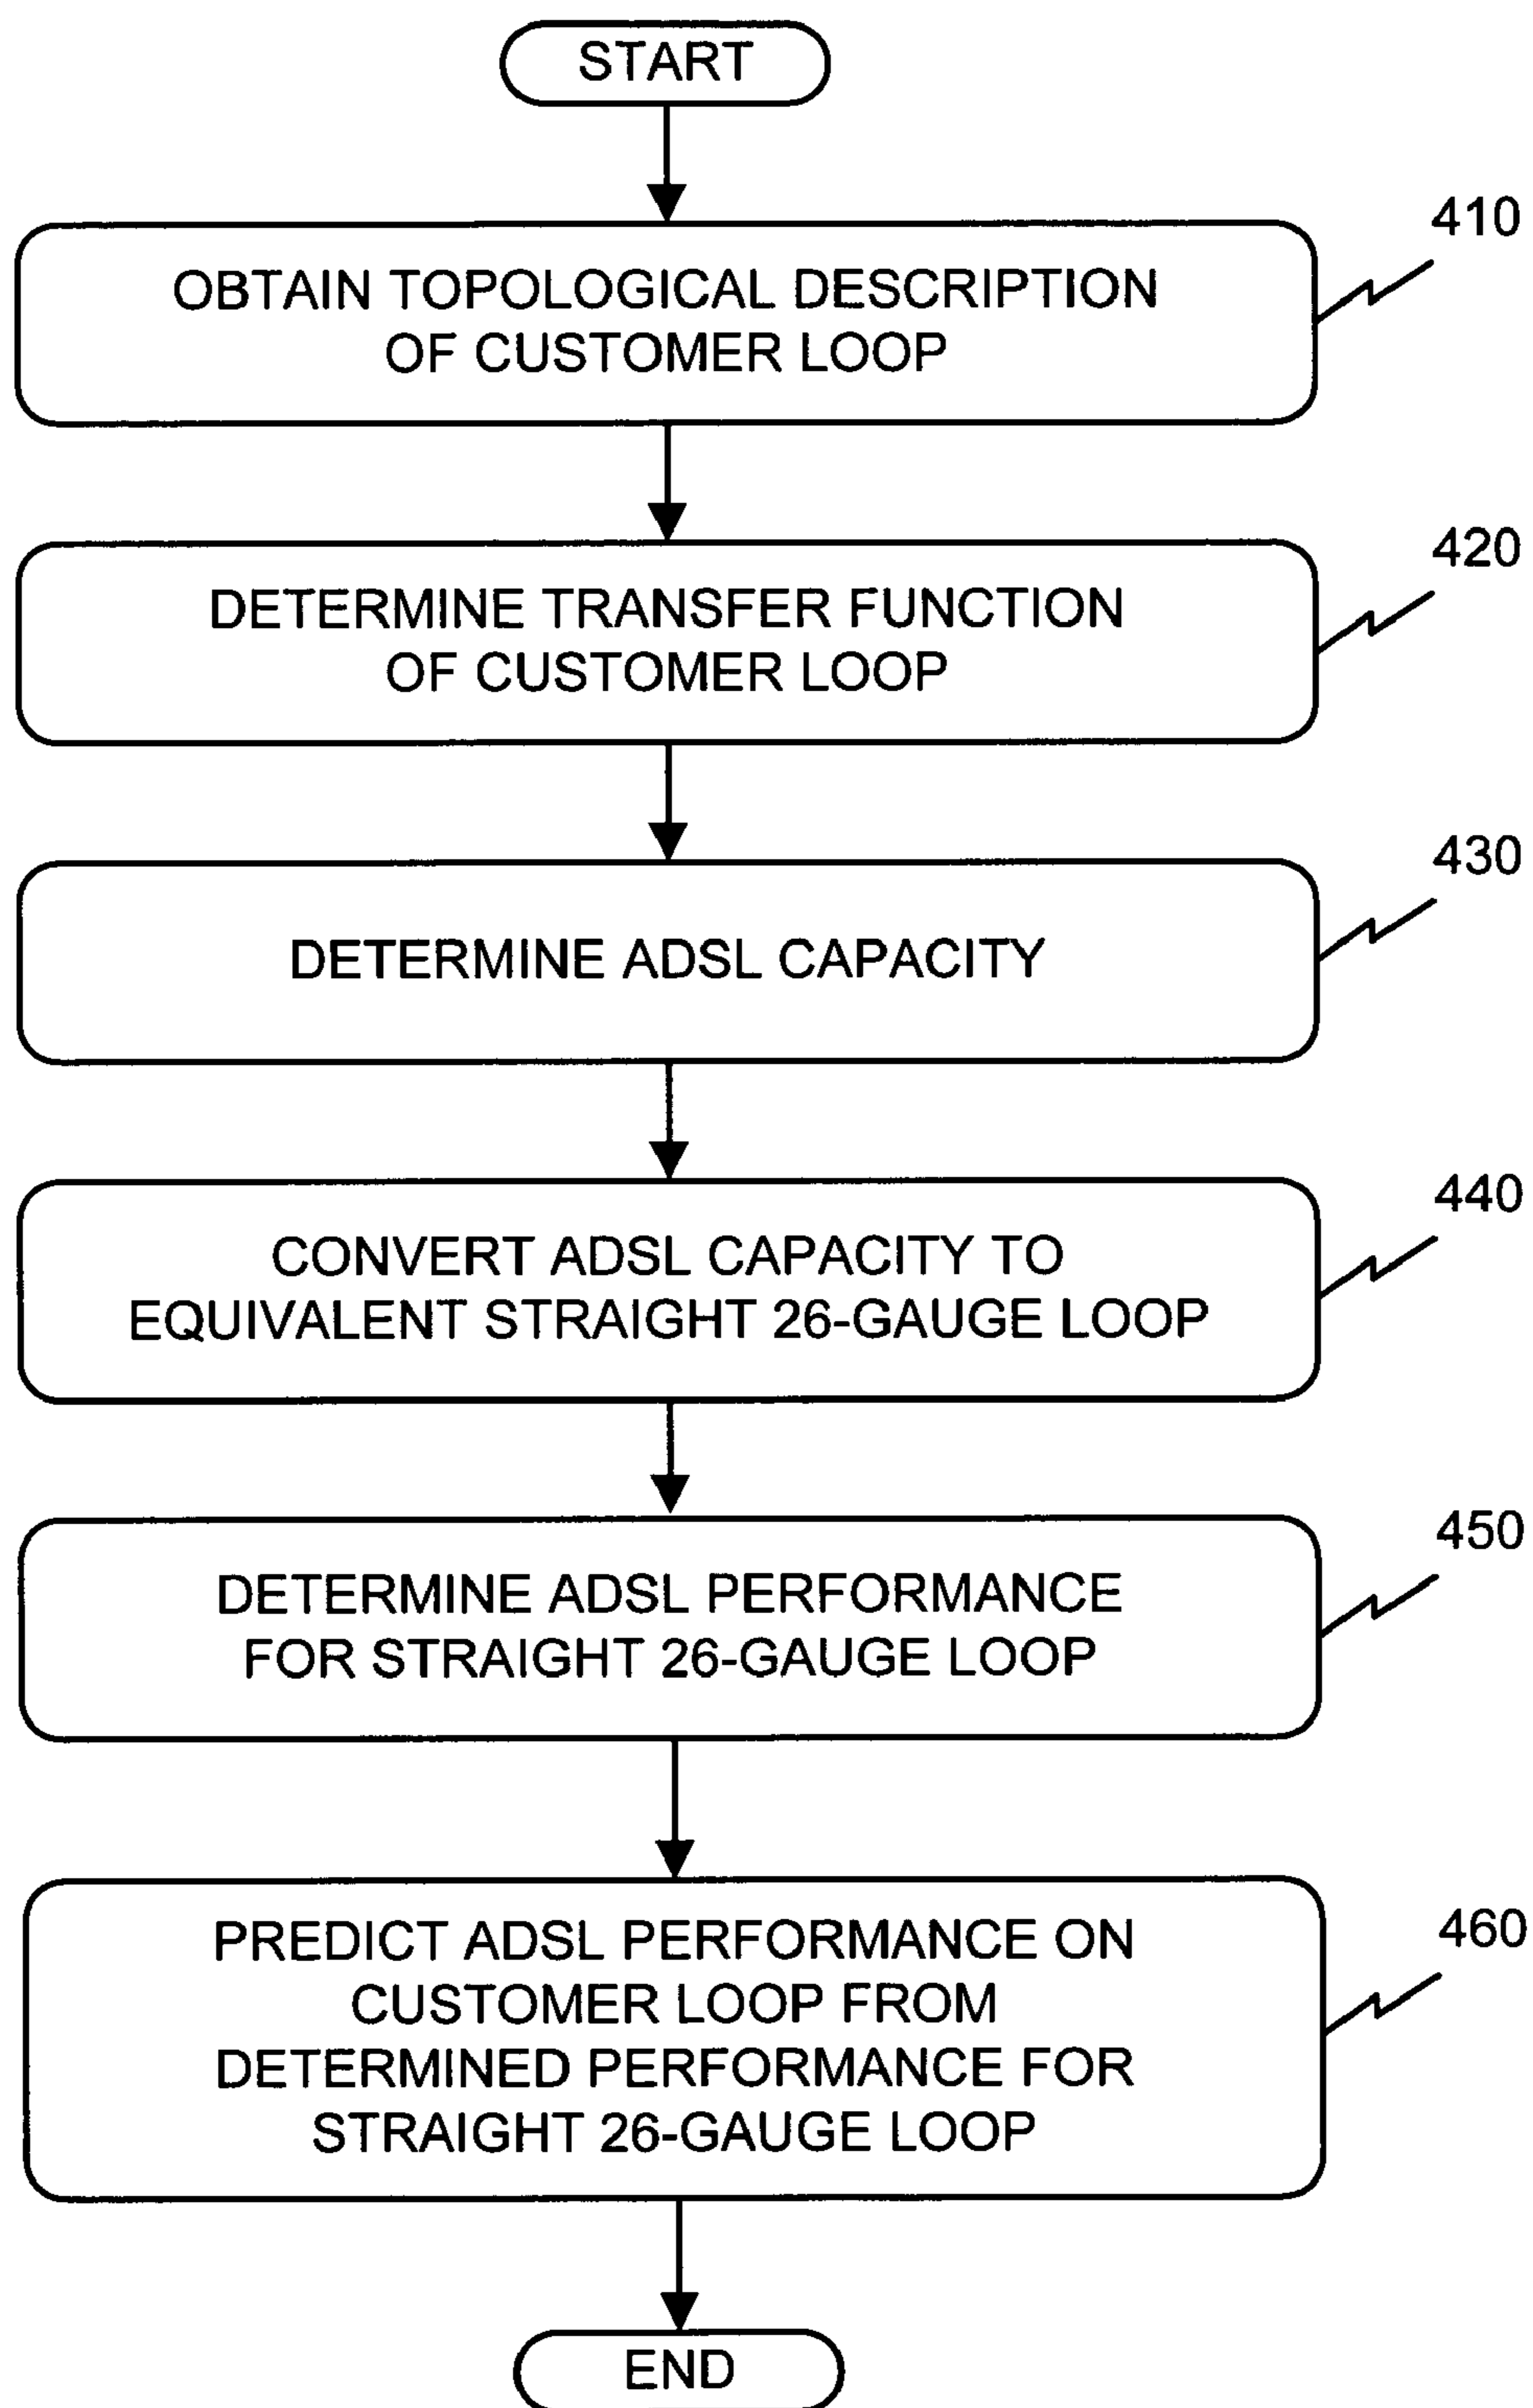 START
410
OBTAIN TOPOLOGICAL DESCRIPTION
OF CUSTOMER LOOP
420
DETERMINE TRANSFER FUNCTION
OF CUSTOMER LOOP
430
DETERMINE ADSL CAPACITY
440
CONVERT ADSL CAPACITY TO
EQUIVALENT STRAIGHT 26-GAUGE LOOP
450
DETERMINE ADSL PERFORMANCE
FOR STRAIGHT 26-GAUGE LOOP
460
PREDICT ADSL PERFORMANCE ON
CUSTOMER LOOP FROM
DETERMINED PERFORMANCE FOR
STRAIGHT 26-GAUGE LOOP
END